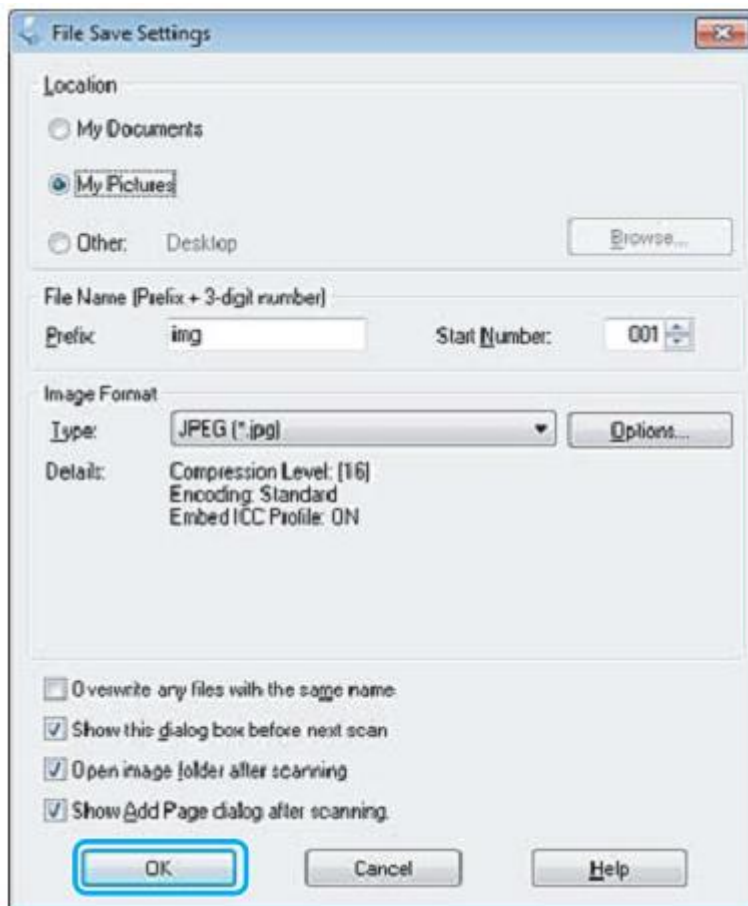 File Save Settings
Location
My Documents
My Pictures
Other: Desktop Browse...
File Name (Prefix + 3-digit number)
Prefix: img Start Number: 001
Image Format
Type: JPEG (*.jpg) Options...
Details: Compression Level: [16]
Encoding: Standard
Embed ICC Profile: ON
Overwrite any files with the same name
Show this dialog box before next scan
Open image folder after scanning
Show Add Page dialog after scanning.
OK Cancel Help